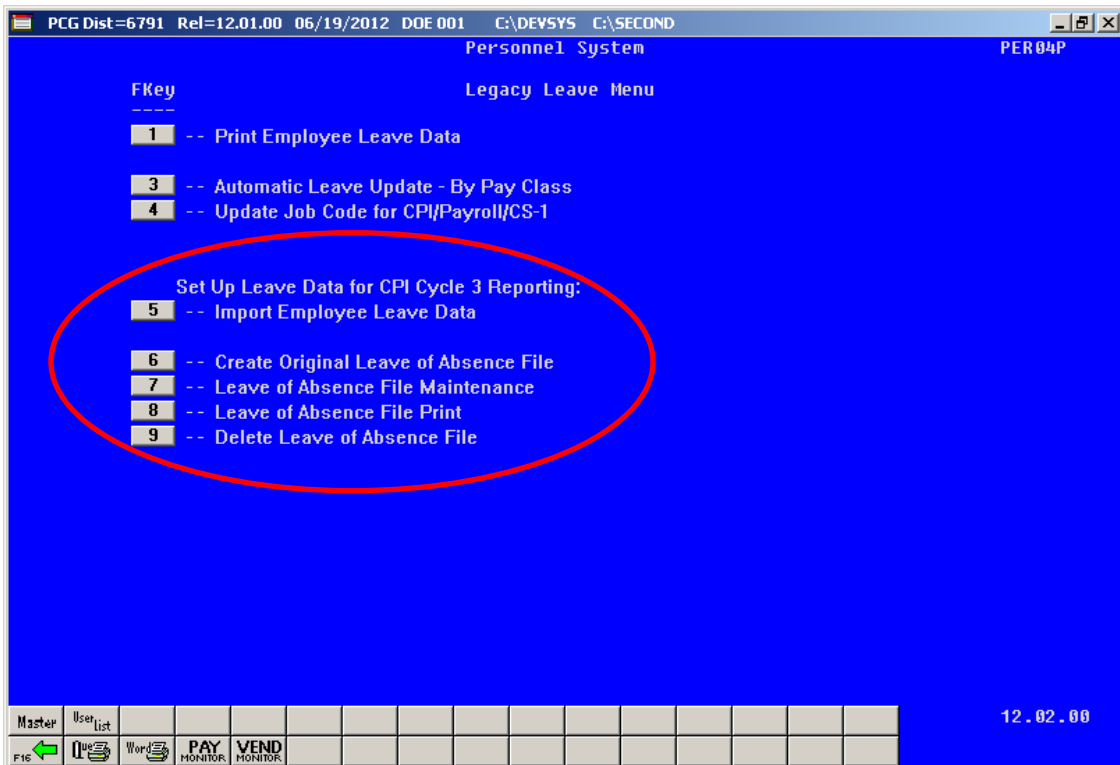 PCG Dist=6791 Rel=12.01.00 06/19/2012 DOE 001 C:\DEVSYS C:\SECOND
Personnel System PER04P
FKey Legacy Leave Menu
----
1 -- Print Employee Leave Data
3 -- Automatic Leave Update - By Pay Class
4 -- Update Job Code for CPI/Payroll/CS-1
Set Up Leave Data for CPI Cycle 3 Reporting:
5 -- Import Employee Leave Data
6 -- Create Original Leave of Absence File
7 -- Leave of Absence File Maintenance
8 -- Leave of Absence File Print
9 -- Delete Leave of Absence File
Master User list 12.02.00
F16 Que Word PAY MONITOR VEND MONITOR